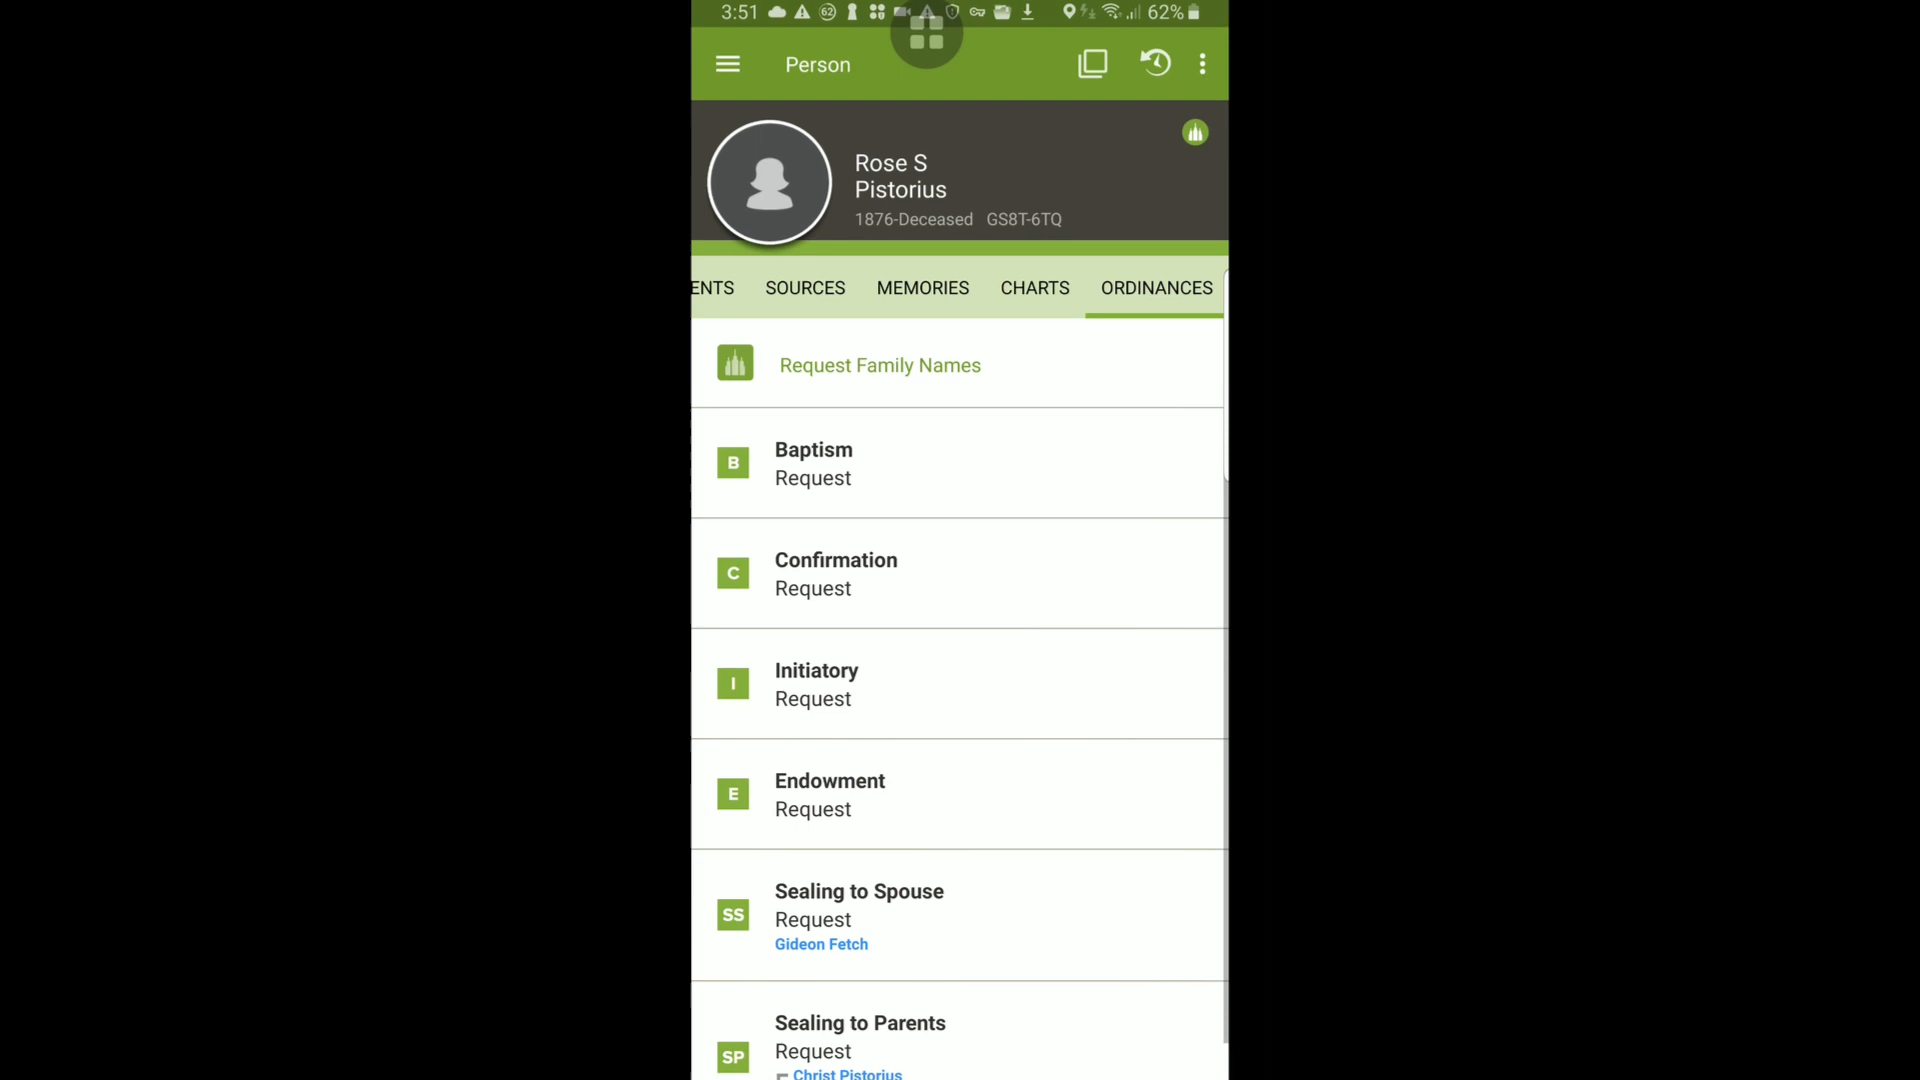 3:51 62 62%
Person
Rose S
Pistorius
1876-Deceased GS8T-6TQ
ENTS SOURCES MEMORIES CHARTS ORDINANCES
Request Family Names
B Baptism
Request
C Confirmation
Request
I Initiatory
Request
E Endowment
Request
Sealing to Spouse
SS Request
Gideon Fetch
Sealing to Parents
SP Request
Christ Pistorius